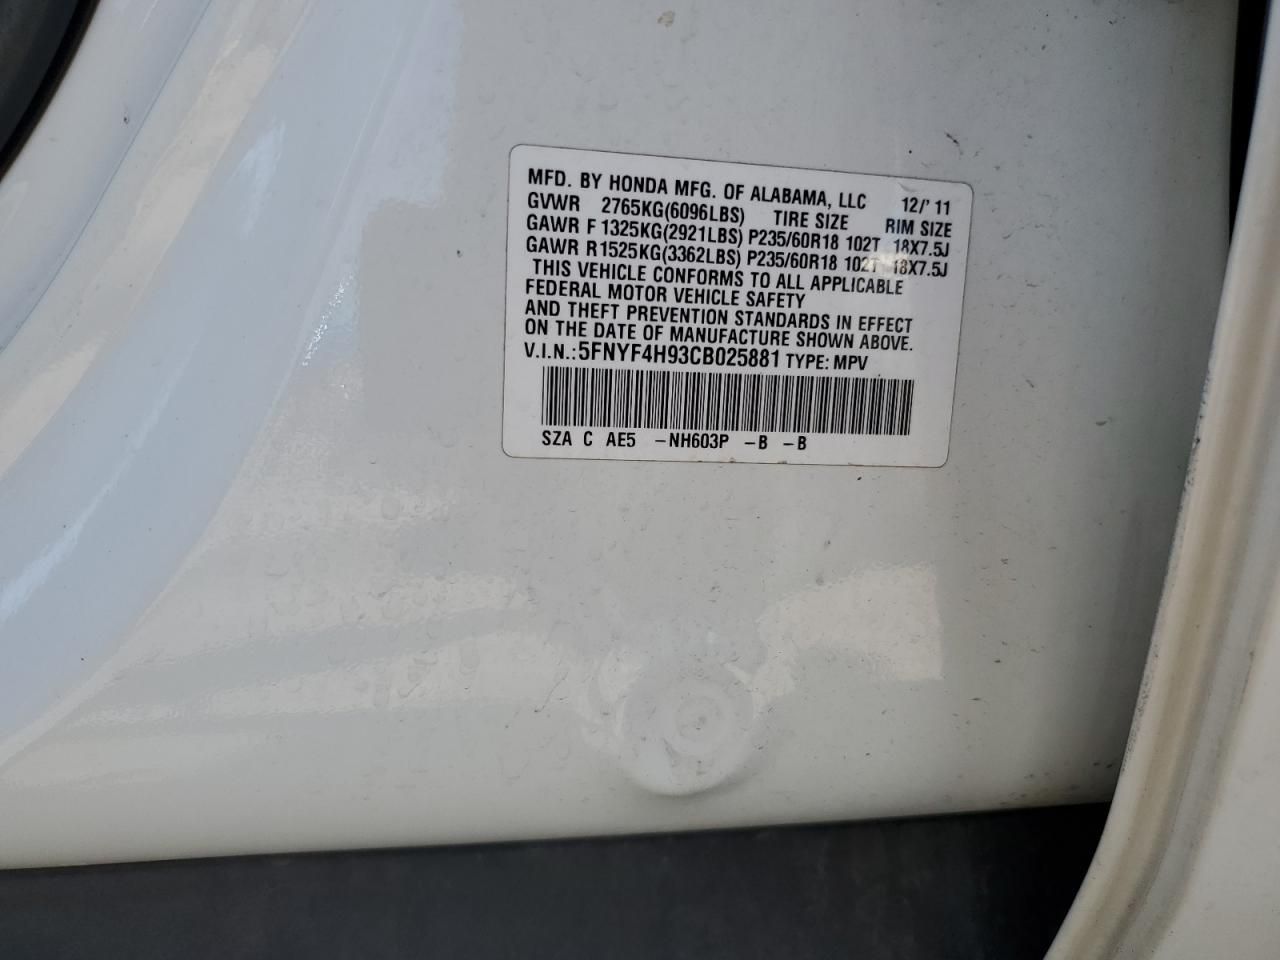 MFD. BY HONDA MFG. OF ALABAMA, LLC 12/'11
GVWR 2765KG(6096LBS) TIRE SIZE RIM SIZE
GAWR F 1325KG(2921LBS) P235/60R18 102T 18X7.5J
GAWR R1525KG(3362LBS) P235/60R18 102T 18X7.5J
THIS VEHICLE CONFORMS TO ALL APPLICABLE
FEDERAL MOTOR VEHICLE SAFETY
AND THEFT PREVENTION STANDARDS IN EFFECT
ON THE DATE OF MANUFACTURE SHOWN ABOVE.
V.I.N.:5FNYF4H93CB025881 TYPE: MPV
SZA C AE5 -NH603P -B -B